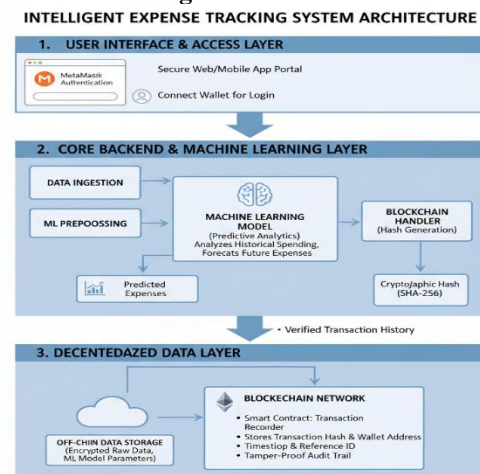 INTELLIGENT EXPENSE TRACKING SYSTEM ARCHITECTURE
1. USER INTERFACE & ACCESS LAYER
MetaMasik
Authentication
Secure Web/Mobile App Portal
Connect Wallet for Login
2. CORE BACKEND & MACHINE LEARNING LAYER
DATA INGESTION
ML PREPOOSSING
MACHINE LEARNING
MODEL
(Predictive Analytics)
Analyzes Historical Spending,
Forecats Future Expenses
BLOCKCHAIN
HANDLER
(Hash Generation)
Predicted
Expenses
Crypto/aphic Hash
(SHA-256)
• Verified Transaction History
3. DECENTEDAZED DATA LAYER
OFF-CHIIN DATA STORAGE
(Encrypted Raw Data,
ML Model Parameters)
BLOCKECHAIN NETWORK
• Smart Contract: Transaction
Recorder
• Stores Transaction Hash & Wallet Address
• Timestiop & Reference ID
• Tamper-Proof Audit Trail